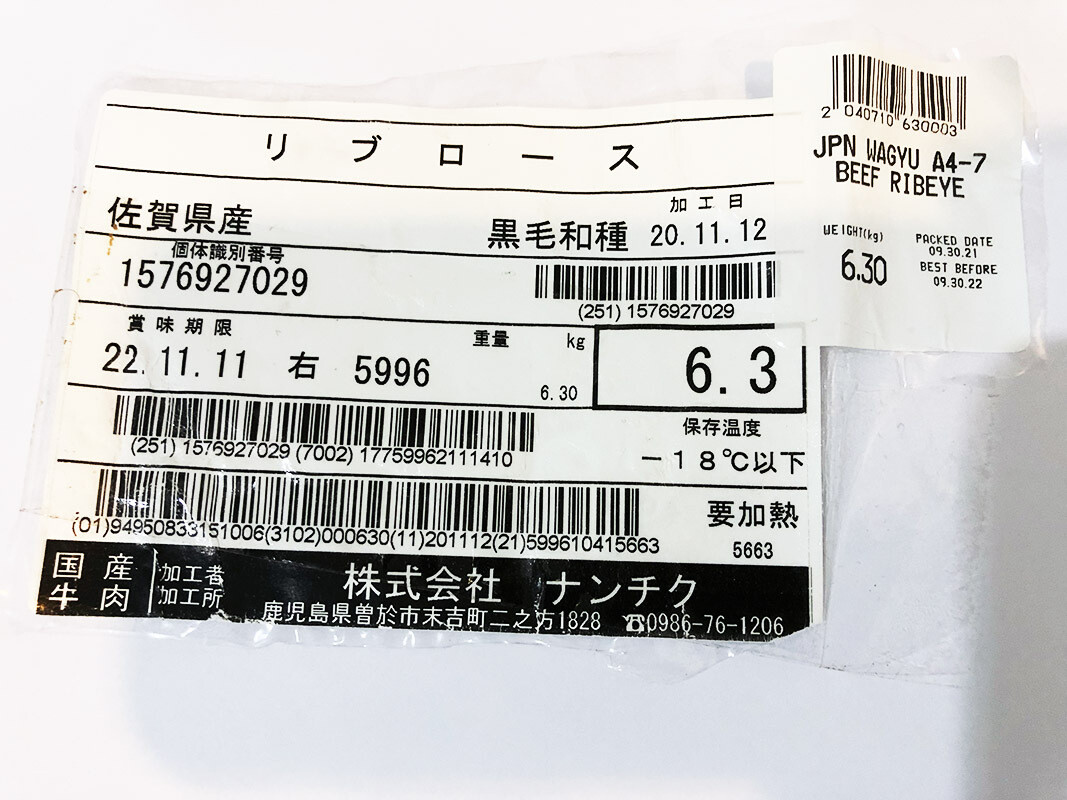 リブロース
佐賀県産
黒毛和種
加工日
20.11.12
個体識別番号
1576927029
(251) 1576927029
賞味期限
22.11.11 右 5996
重量 kg
6.30
6.3
(251) 1576927029 (7002) 17759962111410
保存温度
－18℃以下
(01)94950833151006(3102)000630(11)201112(21)599610415663
要加熱
5663
国産
牛肉
加工者
加工所
株式会社 ナンチク
鹿児島県曽於市末吉町二之方1828 ☎0986-76-1206
2 040710 630003
JPN WAGYU A4-7
BEEF RIBEYE
WEIGHT(kg)
6.30
PACKED DATE
09.30.21
BEST BEFORE
09.30.22